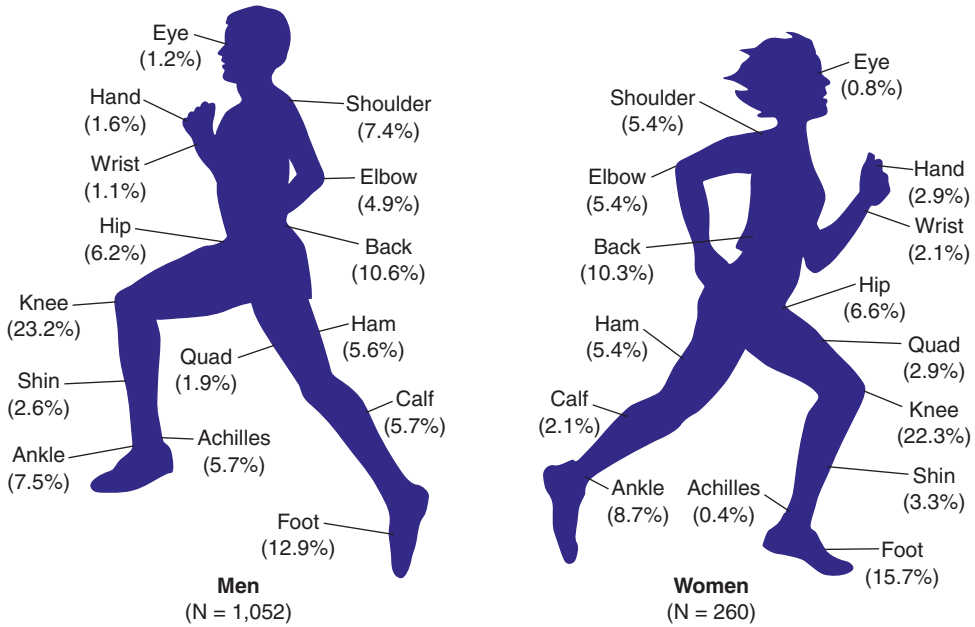 Eye
(1.2%)
Hand
(1.6%)
Shoulder
(7.4%)
Wrist
(1.1%)
Elbow
(4.9%)
Hip
(6.2%)
Back
(10.6%)
Knee
(23.2%)
Ham
(5.6%)
Quad
(1.9%)
Shin
(2.6%)
Calf
(5.7%)
Ankle
(7.5%)
Achilles
(5.7%)
Foot
(12.9%)
Men
(N = 1,052)
Eye
(0.8%)
Shoulder
(5.4%)
Elbow
(5.4%)
Hand
(2.9%)
Wrist
(2.1%)
Back
(10.3%)
Hip
(6.6%)
Ham
(5.4%)
Quad
(2.9%)
Calf
(2.1%)
Knee
(22.3%)
Shin
(3.3%)
Ankle
(8.7%)
Achilles
(0.4%)
Foot
(15.7%)
Women
(N = 260)